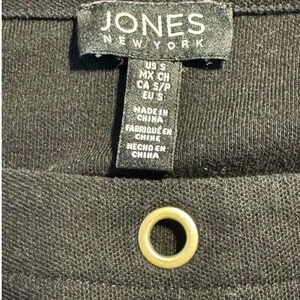 JONES
NEW YORK
US S
MX CH
CA S/P
EU S
MADE IN
CHINA
FABRIQUÉ EN
CHINE
HECHO EN
CHINA